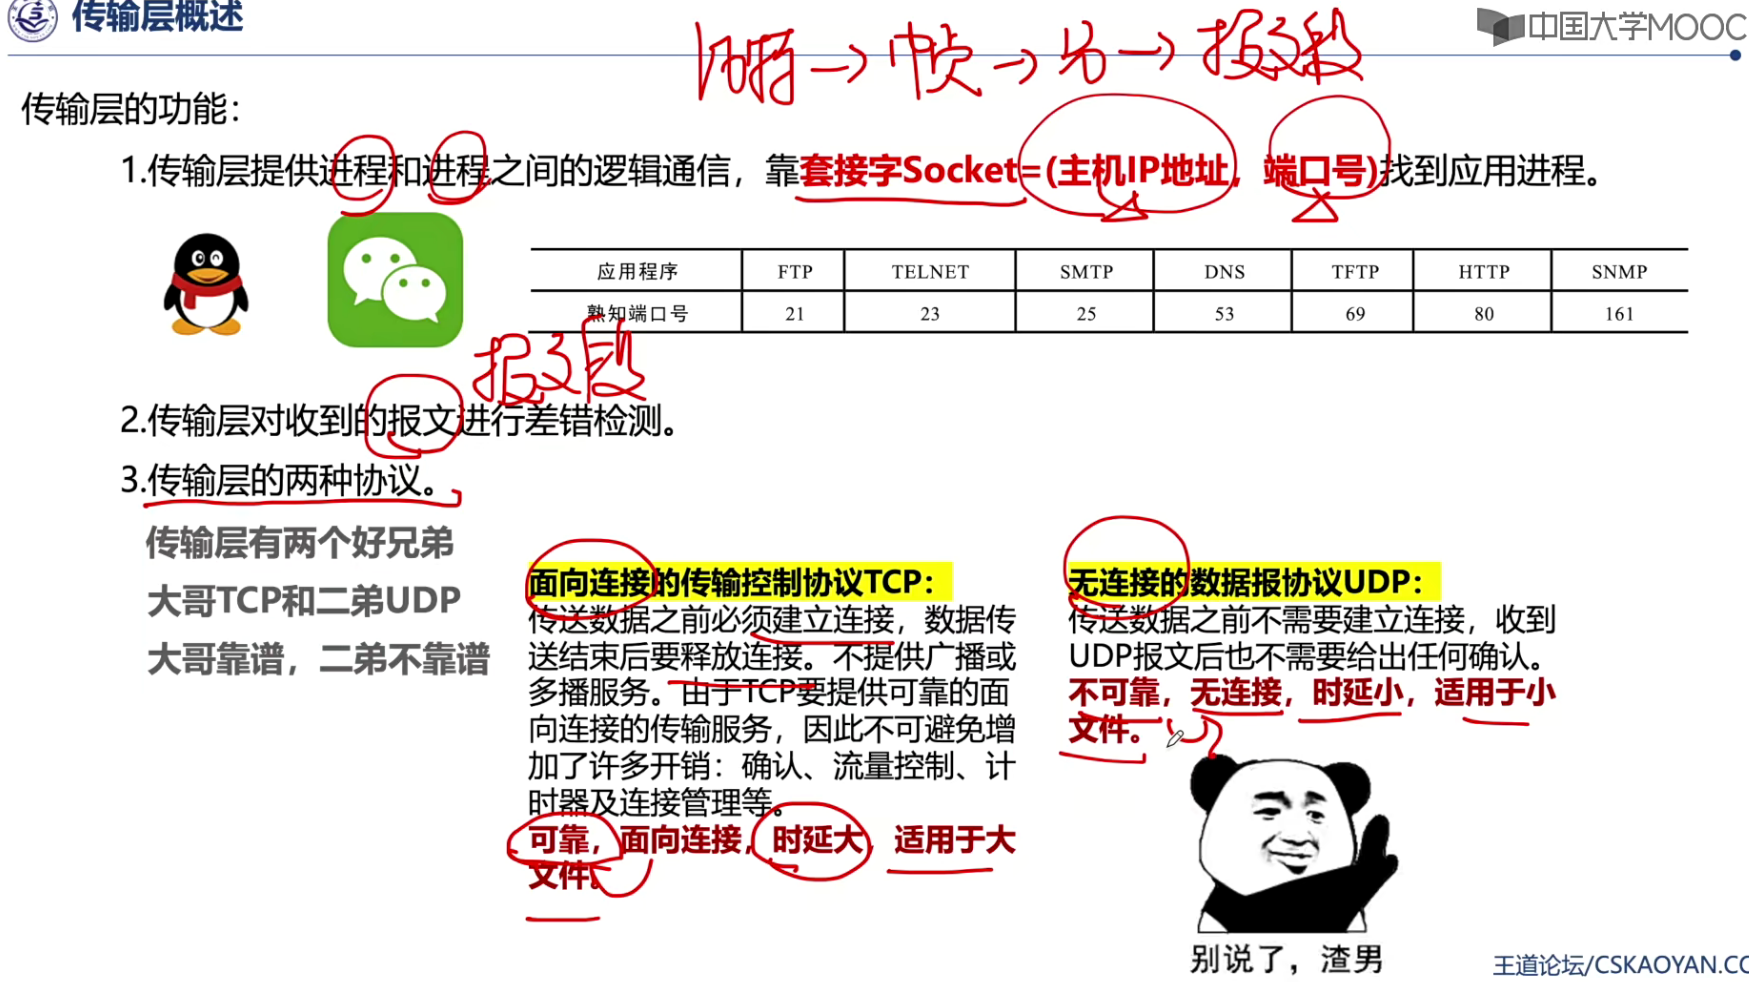 传输层概述
中国大学MOOC
比特→帧→分→报文段
传输层的功能：
1.传输层提供进程和进程之间的逻辑通信，靠套接字Socket=(主机IP地址，端口号)找到应用进程。
应用程序 FTP TELNET SMTP DNS TFTP HTTP SNMP
熟知端口号 21 23 25 53 69 80 161
报文段
2.传输层对收到的报文进行差错检测。
3.传输层的两种协议。
传输层有两个好兄弟
大哥TCP和二弟UDP
大哥靠谱，二弟不靠谱
面向连接的传输控制协议TCP：
传送数据之前必须建立连接，数据传
送结束后要释放连接。不提供广播或
多播服务。由于TCP要提供可靠的面
向连接的传输服务，因此不可避免增
加了许多开销：确认、流量控制、计
时器及连接管理等。
可靠，面向连接，时延大，适用于大
文件。
无连接的数据报协议UDP：
传送数据之前不需要建立连接，收到
UDP报文后也不需要给出任何确认。
不可靠，无连接，时延小，适用于小
文件。
别说了，渣男
王道论坛/CSKAOYAN.CO